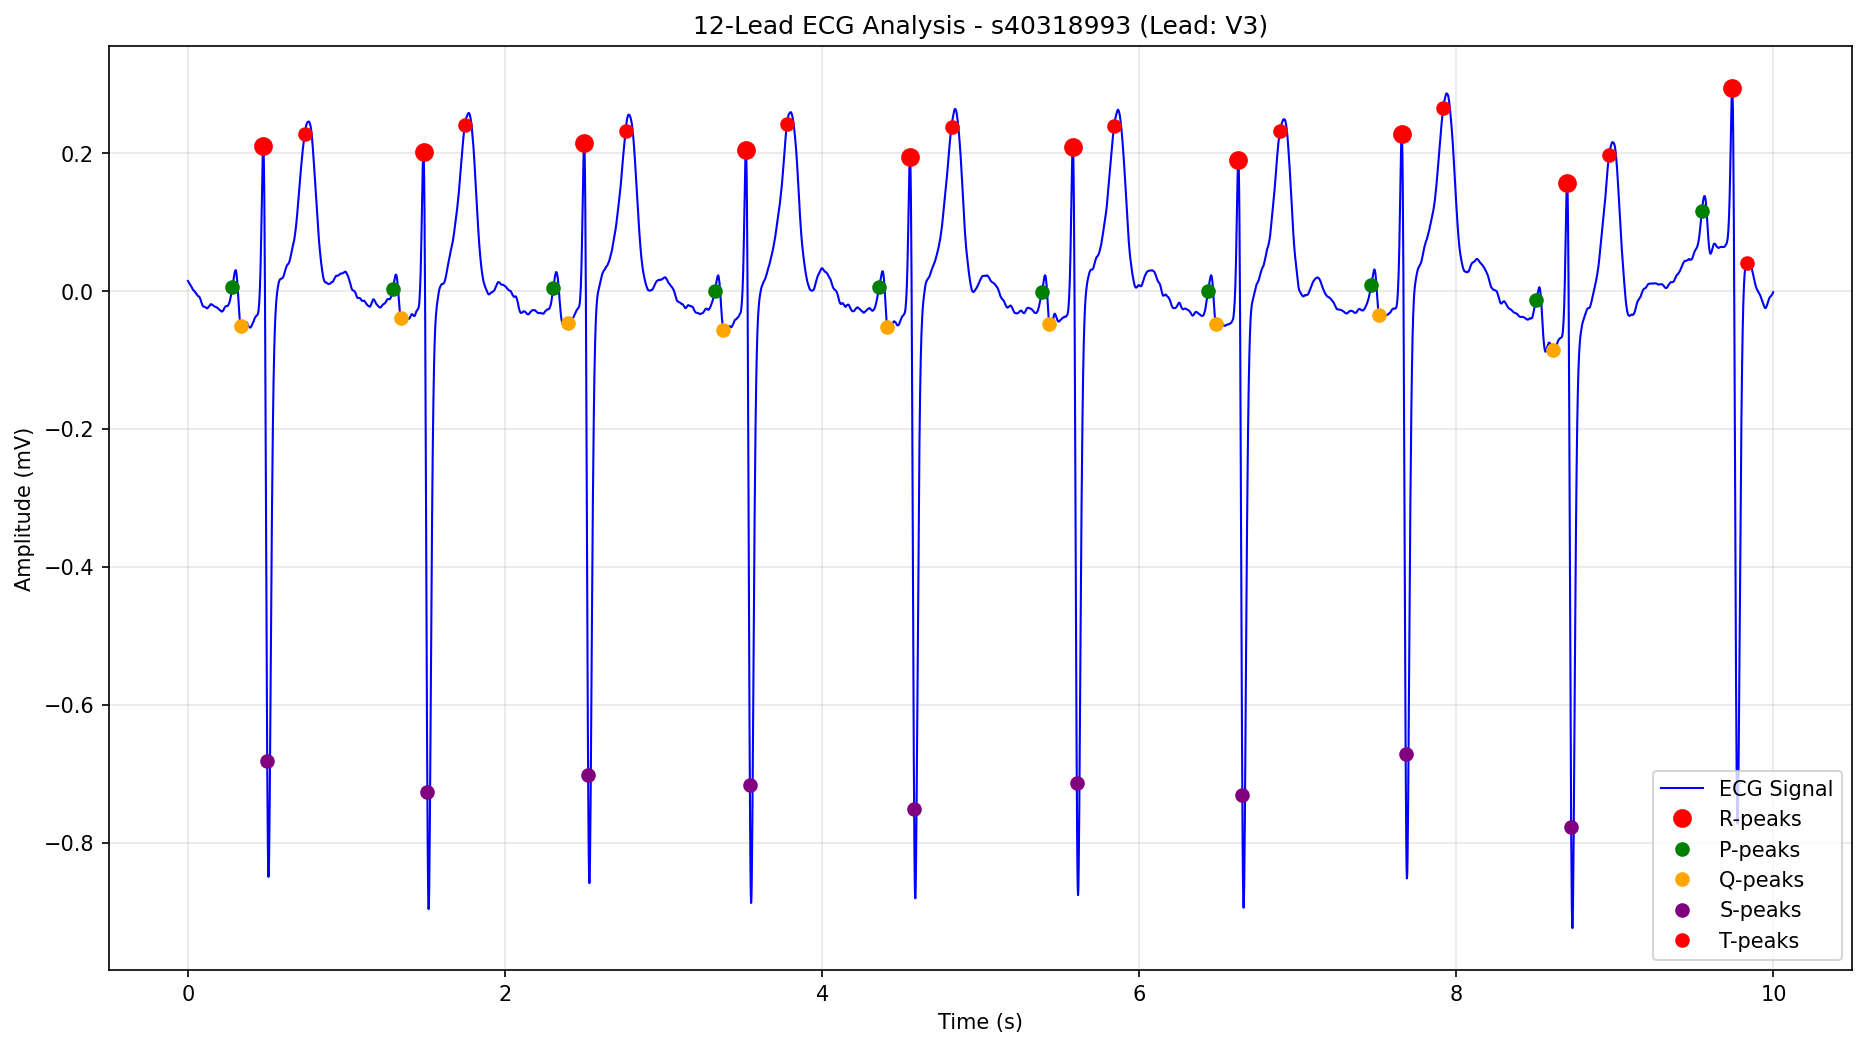 12-Lead ECG Analysis - s40318993 (Lead: V3)
Amplitude (mV)
0.2
0.0
−0.2
−0.4
−0.6
−0.8
0
2
4
6
8
10
Time (s)
ECG Signal
R-peaks
P-peaks
Q-peaks
S-peaks
T-peaks